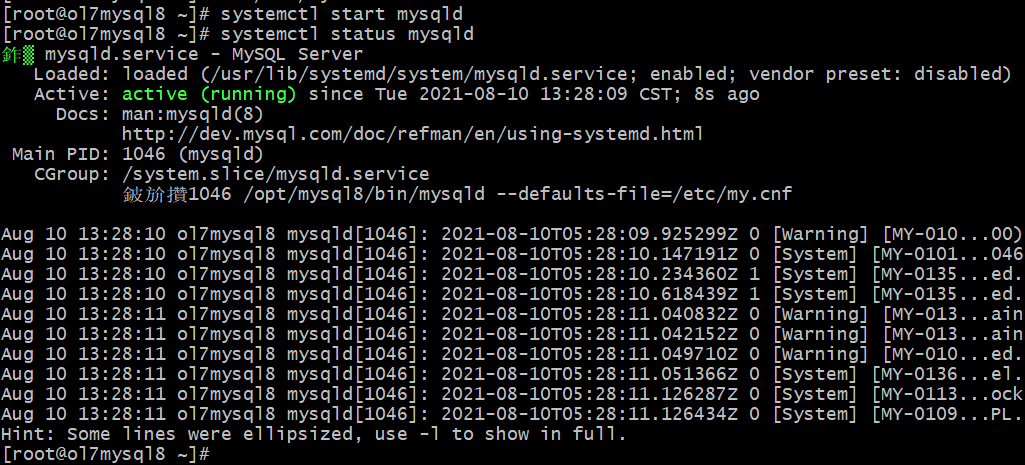 [root@ol7mysql8 ~]# systemctl start mysqld
[root@ol7mysql8 ~]# systemctl status mysqld
鈼▒ mysqld.service - MySQL Server
Loaded: loaded (/usr/lib/systemd/system/mysqld.service; enabled; vendor preset: disabled)
Active: active (running) since Tue 2021-08-10 13:28:09 CST; 8s ago
Docs: man:mysqld(8)
http://dev.mysql.com/doc/refman/en/using-systemd.html
Main PID: 1046 (mysqld)
CGroup: /system.slice/mysqld.service
鈹斺攢1046 /opt/mysql8/bin/mysqld --defaults-file=/etc/my.cnf
Aug 10 13:28:10 ol7mysql8 mysqld[1046]: 2021-08-10T05:28:09.925299Z 0 [Warning] [MY-010...00)
Aug 10 13:28:10 ol7mysql8 mysqld[1046]: 2021-08-10T05:28:10.147191Z 0 [System] [MY-0101...046
Aug 10 13:28:10 ol7mysql8 mysqld[1046]: 2021-08-10T05:28:10.234360Z 1 [System] [MY-0135...ed.
Aug 10 13:28:10 ol7mysql8 mysqld[1046]: 2021-08-10T05:28:10.618439Z 1 [System] [MY-0135...ed.
Aug 10 13:28:11 ol7mysql8 mysqld[1046]: 2021-08-10T05:28:11.040832Z 0 [Warning] [MY-013...ain
Aug 10 13:28:11 ol7mysql8 mysqld[1046]: 2021-08-10T05:28:11.042152Z 0 [Warning] [MY-013...ain
Aug 10 13:28:11 ol7mysql8 mysqld[1046]: 2021-08-10T05:28:11.049710Z 0 [Warning] [MY-010...ed.
Aug 10 13:28:11 ol7mysql8 mysqld[1046]: 2021-08-10T05:28:11.051366Z 0 [System] [MY-0136...el.
Aug 10 13:28:11 ol7mysql8 mysqld[1046]: 2021-08-10T05:28:11.126287Z 0 [System] [MY-0113...ock
Aug 10 13:28:11 ol7mysql8 mysqld[1046]: 2021-08-10T05:28:11.126434Z 0 [System] [MY-0109...PL.
Hint: Some lines were ellipsized, use -l to show in full.
[root@ol7mysql8 ~]#